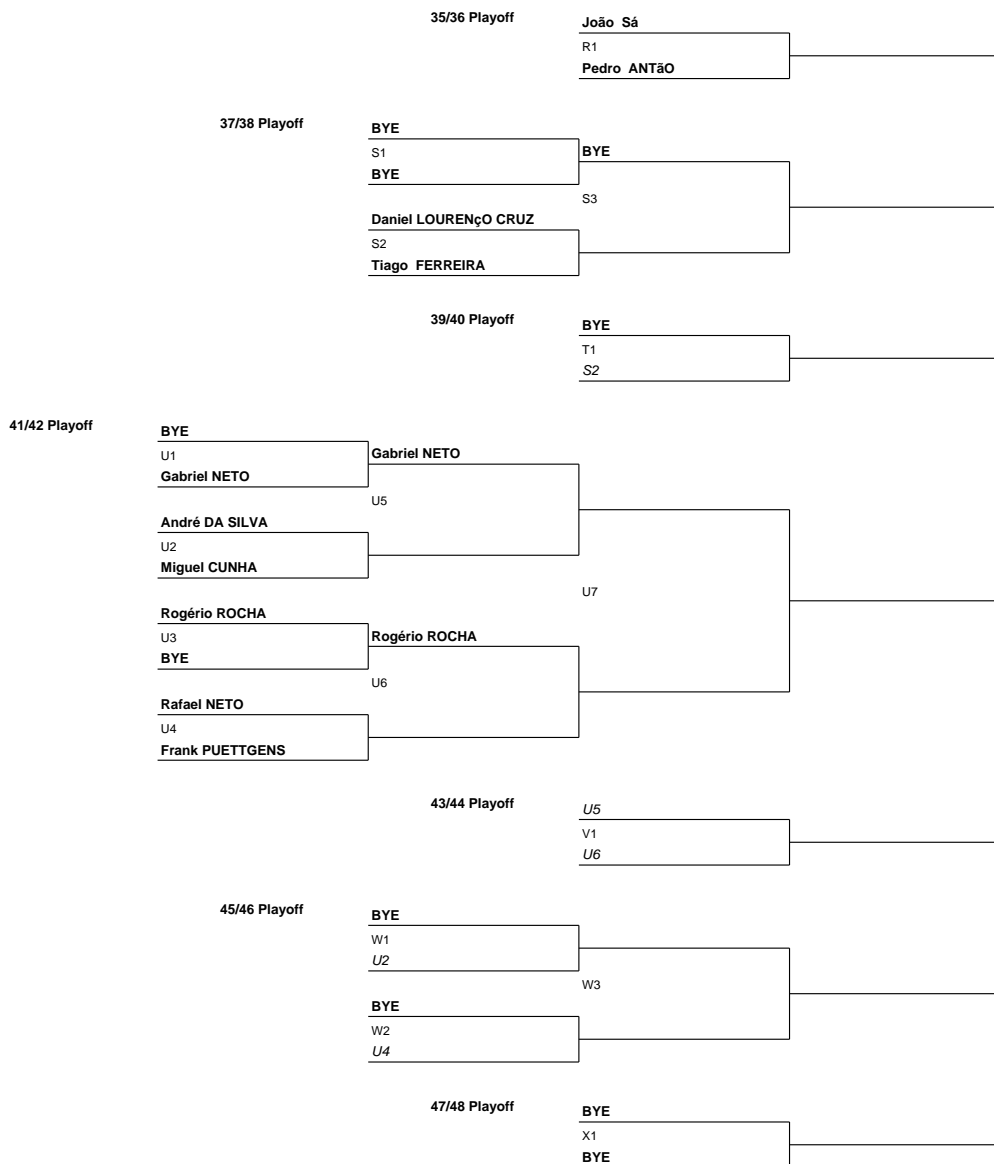 35/36 Playoff
João Sá
R1
Pedro ANTãO
37/38 Playoff
BYE
S1
BYE
BYE
S3
Daniel LOURENçO CRUZ
S2
Tiago FERREIRA
39/40 Playoff
BYE
T1
S2
41/42 Playoff
BYE
U1
Gabriel NETO
Gabriel NETO
U5
André DA SILVA
U2
Miguel CUNHA
U7
Rogério ROCHA
U3
BYE
Rogério ROCHA
U6
Rafael NETO
U4
Frank PUETTGENS
43/44 Playoff
U5
V1
U6
45/46 Playoff
BYE
W1
U2
W3
BYE
W2
U4
47/48 Playoff
BYE
X1
BYE